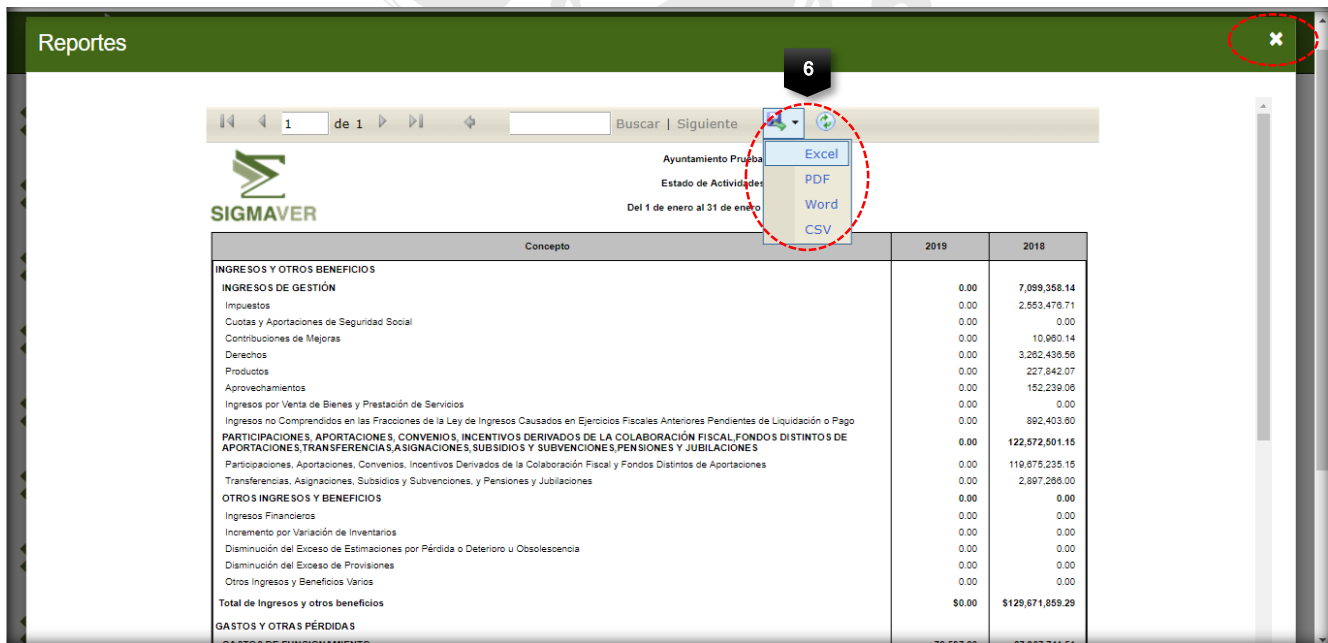 Reportes
6
1 de 1 Buscar | Siguiente
Excel
PDF
Word
CSV
SIGMAVER
Ayuntamiento Prueba
Estado de Actividades
Del 1 de enero al 31 de enero
Concepto 2019 2018
INGRESOS Y OTROS BENEFICIOS
INGRESOS DE GESTIÓN 0.00 7,099,358.14
Impuestos 0.00 2,553,476.71
Cuotas y Aportaciones de Seguridad Social 0.00 0.00
Contribuciones de Mejoras 0.00 10,960.14
Derechos 0.00 3,262,436.56
Productos 0.00 227,842.07
Aprovechamientos 0.00 152,239.06
Ingresos por Venta de Bienes y Prestación de Servicios 0.00 0.00
Ingresos no Comprendidos en las Fracciones de la Ley de Ingresos Causados en Ejercicios Fiscales Anteriores Pendientes de Liquidación o Pago 0.00 892,403.60
PARTICIPACIONES, APORTACIONES, CONVENIOS, INCENTIVOS DERIVADOS DE LA COLABORACIÓN FISCAL,FONDOS DISTINTOS DE
APORTACIONES,TRANSFERENCIAS,ASIGNACIONES,SUBSIDIOS Y SUBVENCIONES,PENSIONES Y JUBILACIONES 0.00 122,572,501.15
Participaciones, Aportaciones, Convenios, Incentivos Derivados de la Colaboración Fiscal y Fondos Distintos de Aportaciones 0.00 119,675,235.15
Transferencias, Asignaciones, Subsidios y Subvenciones, y Pensiones y Jubilaciones 0.00 2,897,266.00
OTROS INGRESOS Y BENEFICIOS 0.00 0.00
Ingresos Financieros 0.00 0.00
Incremento por Variación de Inventarios 0.00 0.00
Disminución del Exceso de Estimaciones por Pérdida o Deterioro u Obsolescencia 0.00 0.00
Disminución del Exceso de Provisiones 0.00 0.00
Otros Ingresos y Beneficios Varios 0.00 0.00
Total de Ingresos y otros beneficios $0.00 $129,671,859.29
GASTOS Y OTRAS PÉRDIDAS